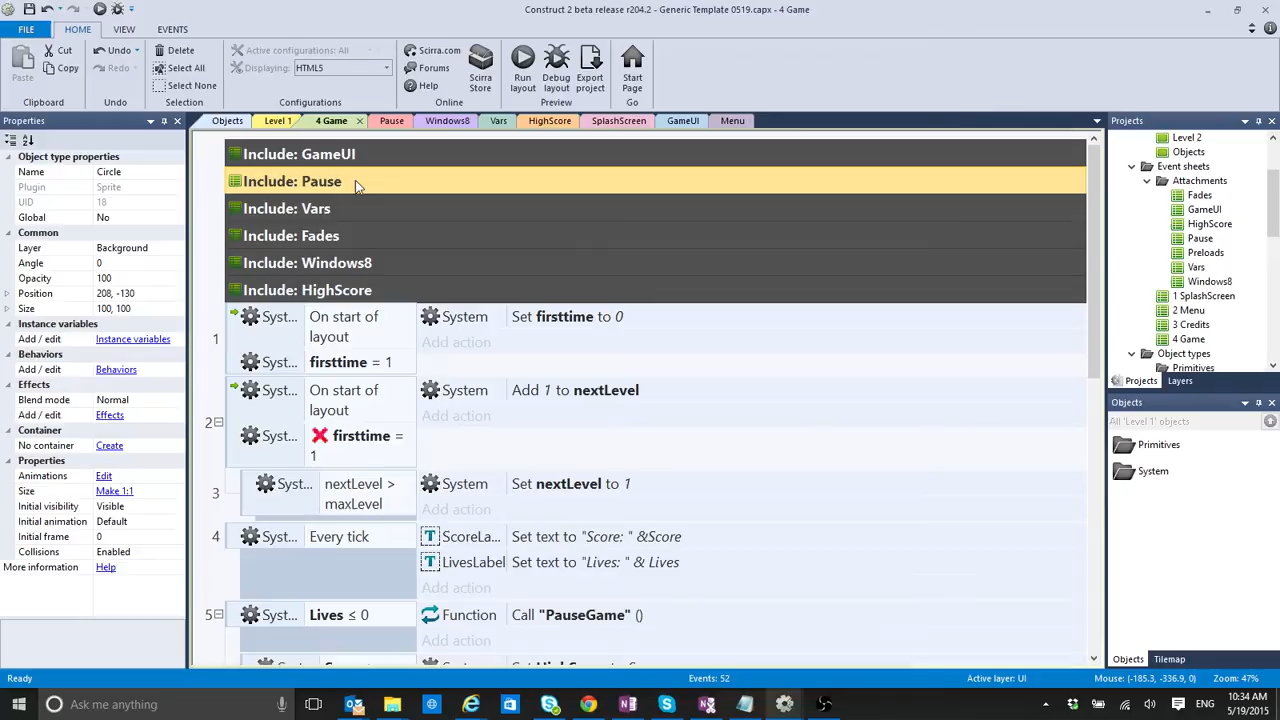 Construct 2 beta release r204.2 - Generic Template 0519.capx - 4 Game
FILE HOME VIEW EVENTS
Paste Cut Copy
Clipboard
Undo
Redo
Undo
Delete
Select All
Select None
Selection
Active configurations: All
Displaying: HTML5
Configurations
Scirra.com
Forums
Help
Scirra Store
Online
Run layout
Debug layout
Export project
Preview
Start Page
Go
Properties
Object type properties
Name Circle
Plugin Sprite
UID 18
Global No
Common
Layer Background
Angle 0
Opacity 100
Position 208, -130
Size 100, 100
Instance variables
Add / edit Instance variables
Behaviors
Add / edit Behaviors
Effects
Blend mode Normal
Add / edit Effects
Container
No container Create
Properties
Animations Edit
Size Make 1:1
Initial visibility Visible
Initial animation Default
Initial frame 0
Collisions Enabled
More information Help
Objects Level 1 4 Game Pause Windows8 Vars HighScore SplashScreen GameUI Menu
Include: GameUI
Include: Pause
Include: Vars
Include: Fades
Include: Windows8
Include: HighScore
1
Syst... On start of layout
System Set firsttime to 0
Add action
Syst... firsttime = 1
2
Syst... On start of layout
System Add 1 to nextLevel
Add action
Syst... firsttime = 1
3
Syst... nextLevel > maxLevel
System Set nextLevel to 1
Add action
4
Syst... Every tick
ScoreLa... Set text to "Score: " &Score
LivesLabel Set text to "Lives: " & Lives
Add action
5
Syst... Lives ≤ 0
Function Call "PauseGame" ()
Add action
Projects
Level 2
Objects
Event sheets
Attachments
Fades
GameUI
HighScore
Pause
Preloads
Vars
Windows8
1 SplashScreen
2 Menu
3 Credits
4 Game
Object types
Primitives
Projects Layers
Objects
All 'Level 1' objects
Primitives
System
Objects Tilemap
Ready Events: 52 Active layer: UI Mouse: (-185.3, -336.9, 0) Zoom: 47%
Ask me anything
ENG
10:34 AM
5/19/2015